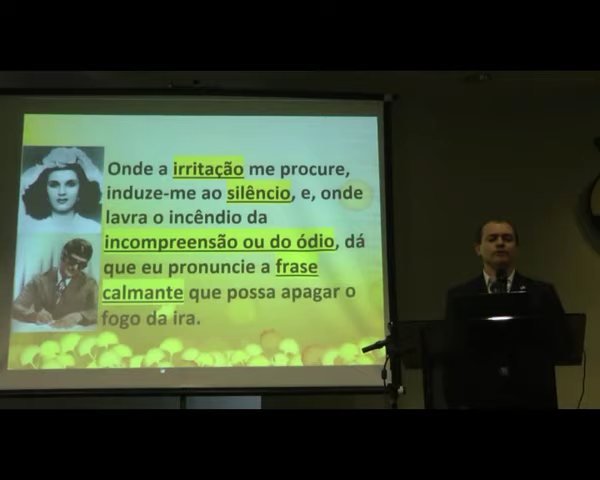 Onde a irritação me procure,
induze-me ao silêncio, e, onde
lavra o incêndio da
incompreensão ou do ódio, dá
que eu pronuncie a frase
calmante que possa apagar o
fogo da ira.